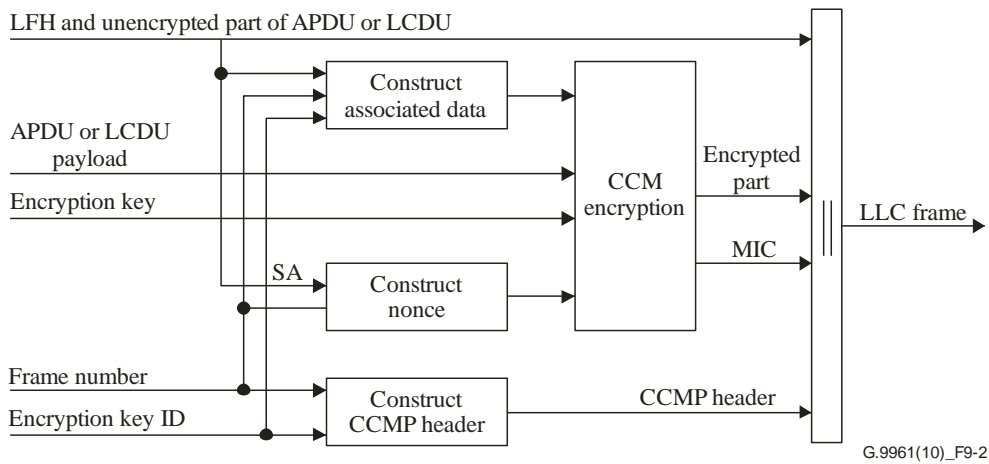 LFH and unencrypted part of APDU or LCDU
Construct
associated data
APDU or LCDU
payload
Encryption key
CCM
encryption
Encrypted
part
MIC
||
LLC frame
SA
Construct
nonce
Frame number
Encryption key ID
Construct
CCMP header
CCMP header
G.9961(10)_F9-2